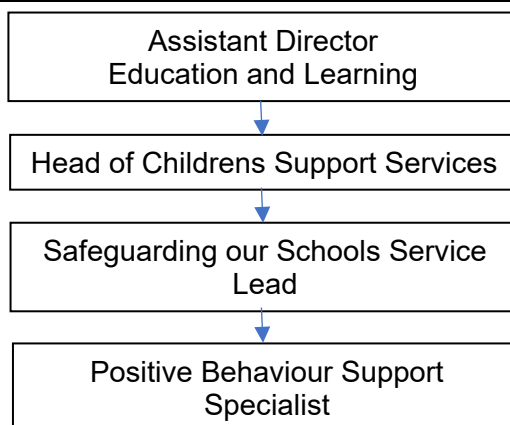 Assistant Director
Education and Learning
Head of Childrens Support Services
Safeguarding our Schools Service
Lead
Positive Behaviour Support
Specialist